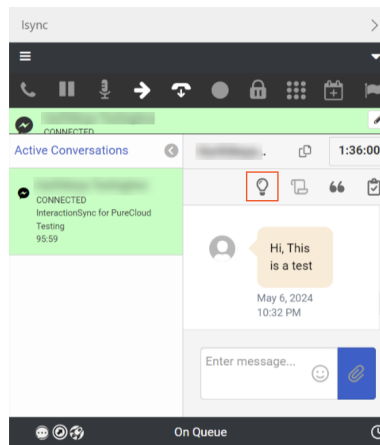 Isync
CONNECTED
Active Conversations
.
1:36:00
CONNECTED
InteractionSync for PureCloud
Testing
95:59
Hi, This
is a test
May 6, 2024
10:32 PM
Enter message...
On Queue